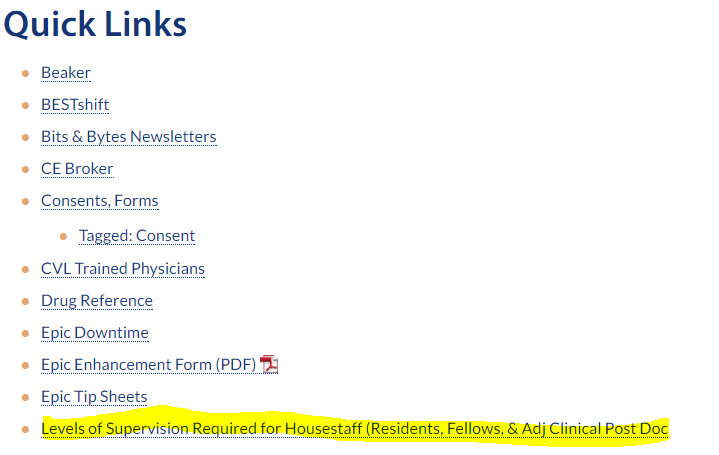 Quick Links
Beaker
BESTshift
Bits & Bytes Newsletters
CE Broker
Consents, Forms
Tagged: Consent
CVL Trained Physicians
Drug Reference
Epic Downtime
Epic Enhancement Form (PDF)
Epic Tip Sheets
Levels of Supervision Required for Housestaff (Residents, Fellows, & Adj Clinical Post Doc